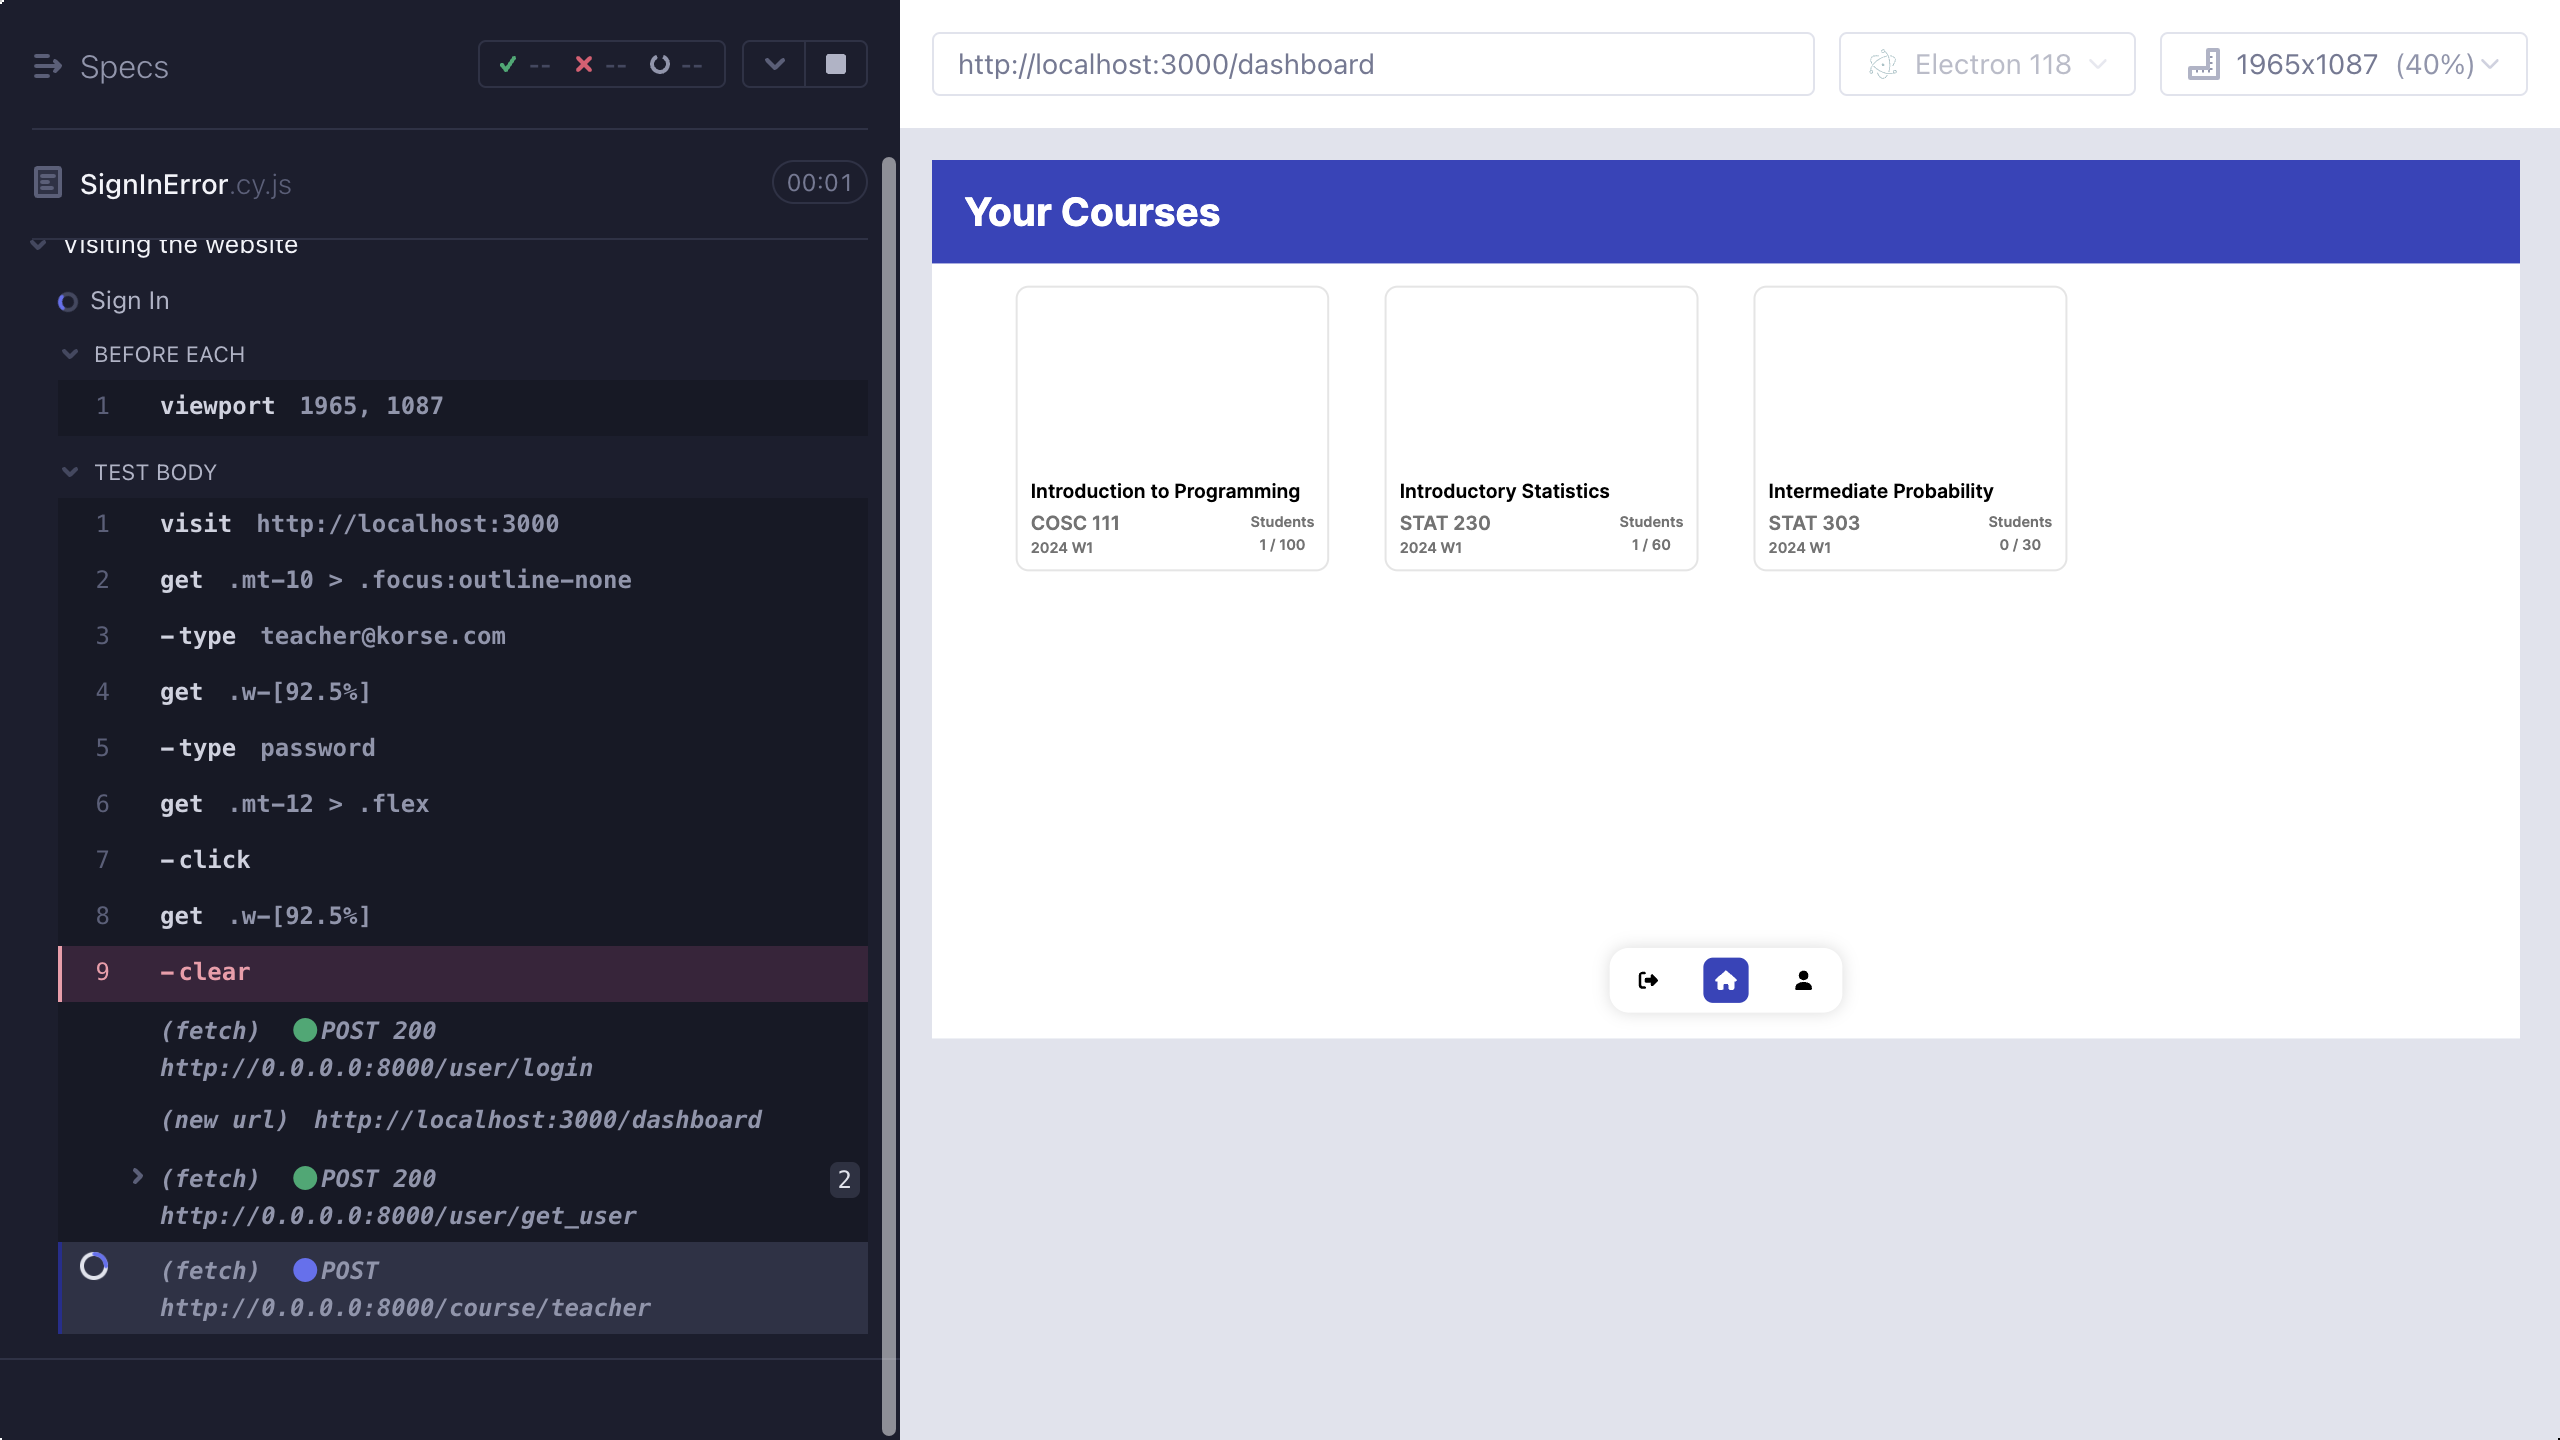 Specs
-- -- --
SignInError.cy.js
00:01
Visiting the website
Sign In
BEFORE EACH
1 viewport 1965, 1087
TEST BODY
1 visit http://localhost:3000
2 get .mt-10 > .focus:outline-none
3 -type teacher@korse.com
4 get .w-[92.5%]
5 -type password
6 get .mt-12 > .flex
7 -click
8 get .w-[92.5%]
9 -clear
(fetch) POST 200
http://0.0.0.0:8000/user/login
(new url) http://localhost:3000/dashboard
(fetch) POST 200 2
http://0.0.0.0:8000/user/get_user
(fetch) POST
http://0.0.0.0:8000/course/teacher
http://localhost:3000/dashboard
Electron 118
1965x1087 (40%)
Your Courses
Introduction to Programming
COSC 111
2024 W1
Students
1 / 100
Introductory Statistics
STAT 230
2024 W1
Students
1 / 60
Intermediate Probability
STAT 303
2024 W1
Students
0 / 30